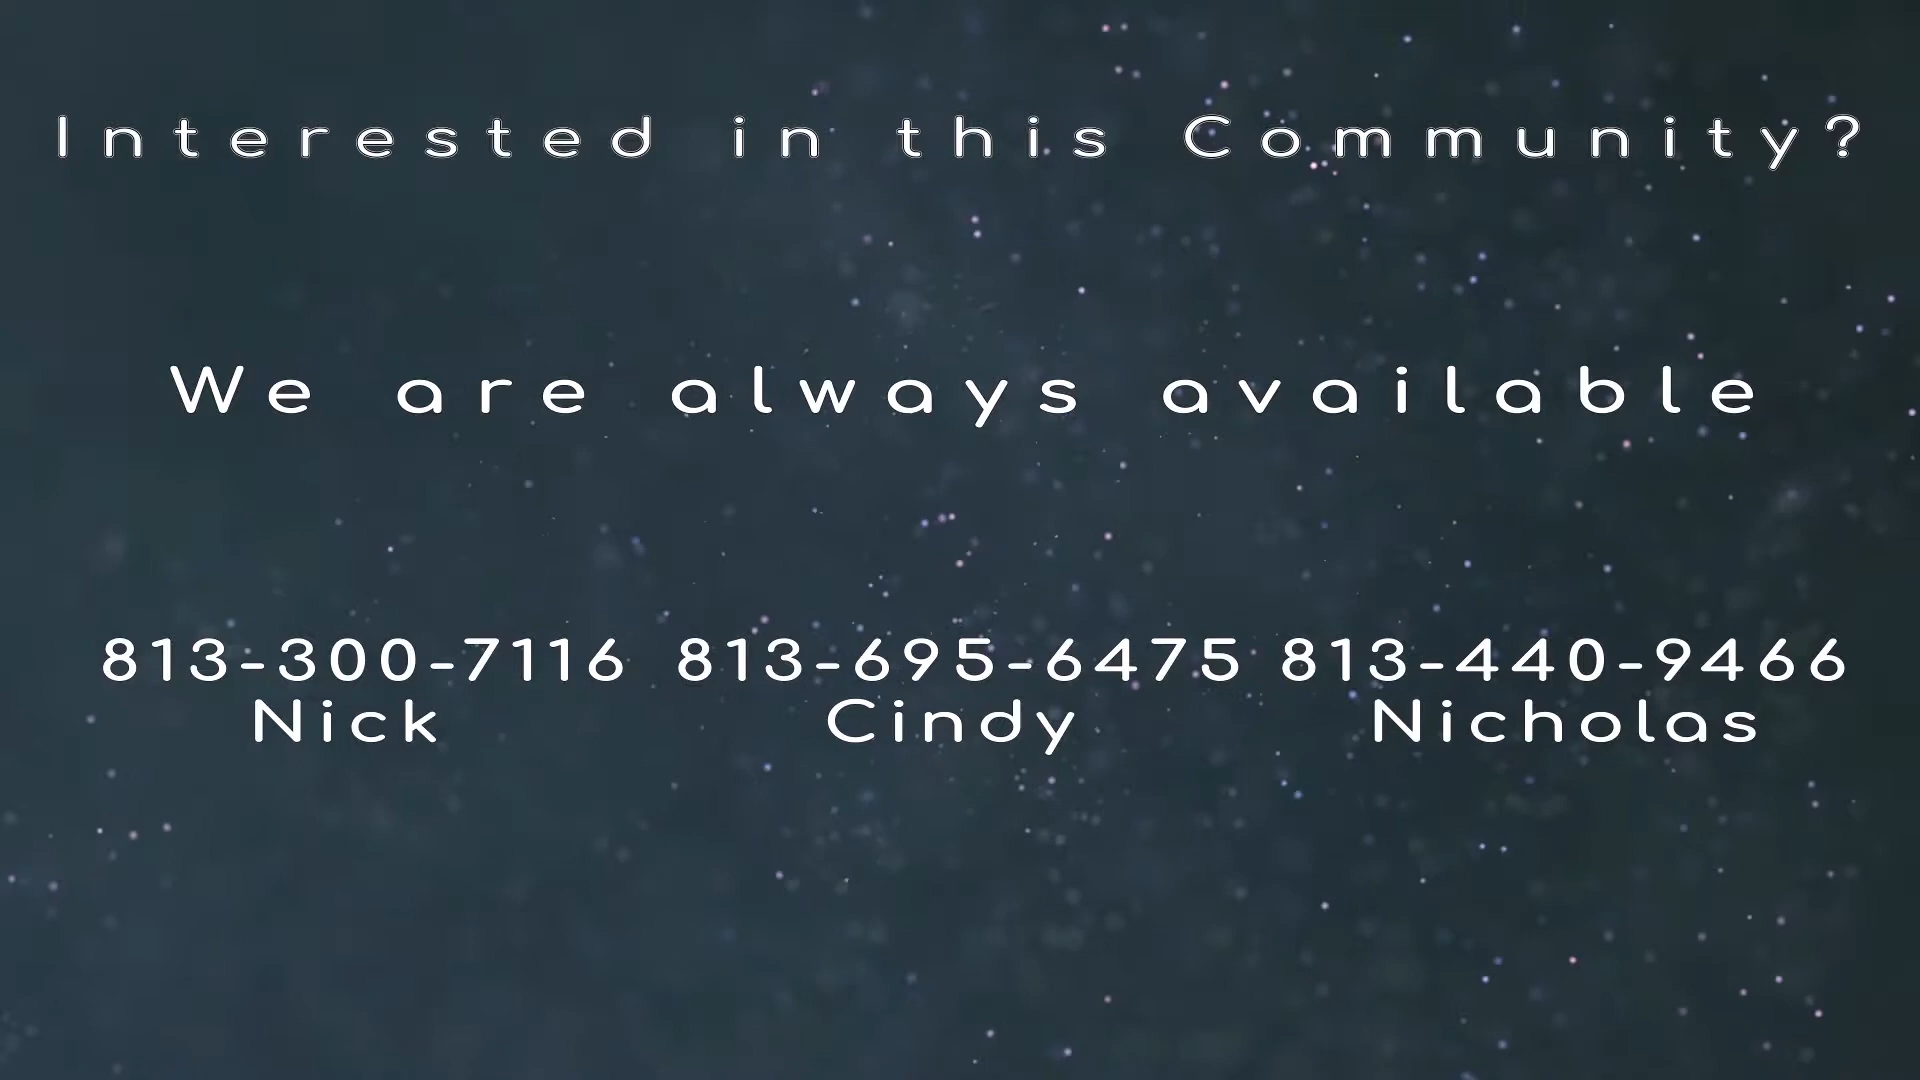 Interested in this Community?
We are always available
813-300-7116 813-695-6475 813-440-9466
Nick Cindy Nicholas